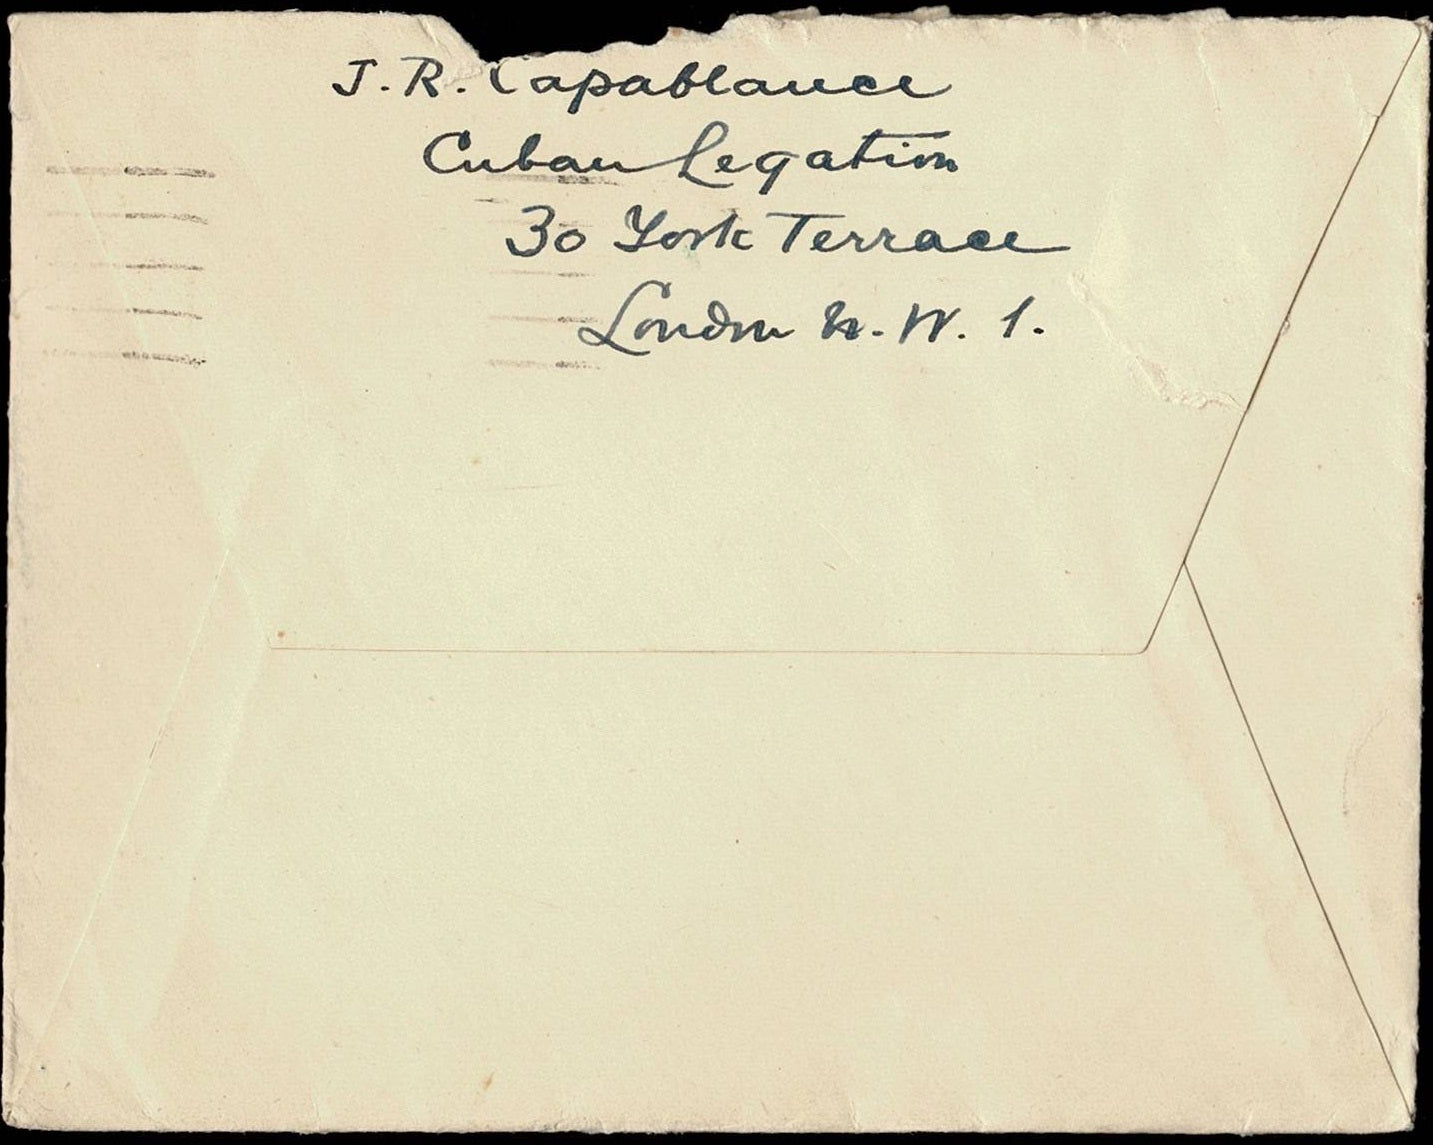 J. R. Capablanca
Cuban Legation
30 York Terrace
London N. W. 1.